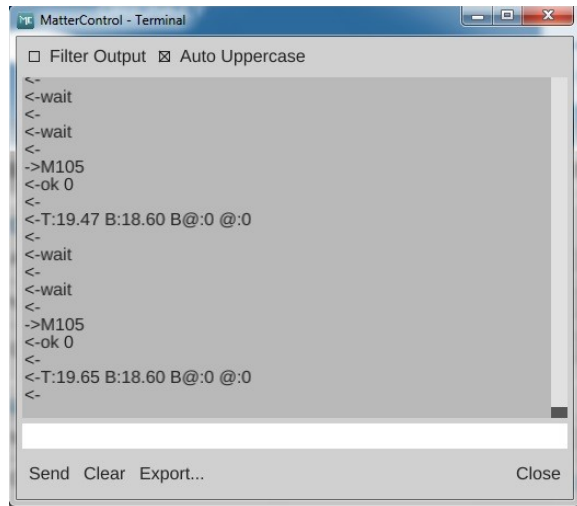 MatterControl - Terminal
Filter Output Auto Uppercase
<-
<-wait
<-
<-wait
<-
->M105
<-ok 0
<-
<-T:19.47 B:18.60 B@:0 @:0
<-
<-wait
<-
<-wait
<-
->M105
<-ok 0
<-
<-T:19.65 B:18.60 B@:0 @:0
<-
Send Clear Export... Close